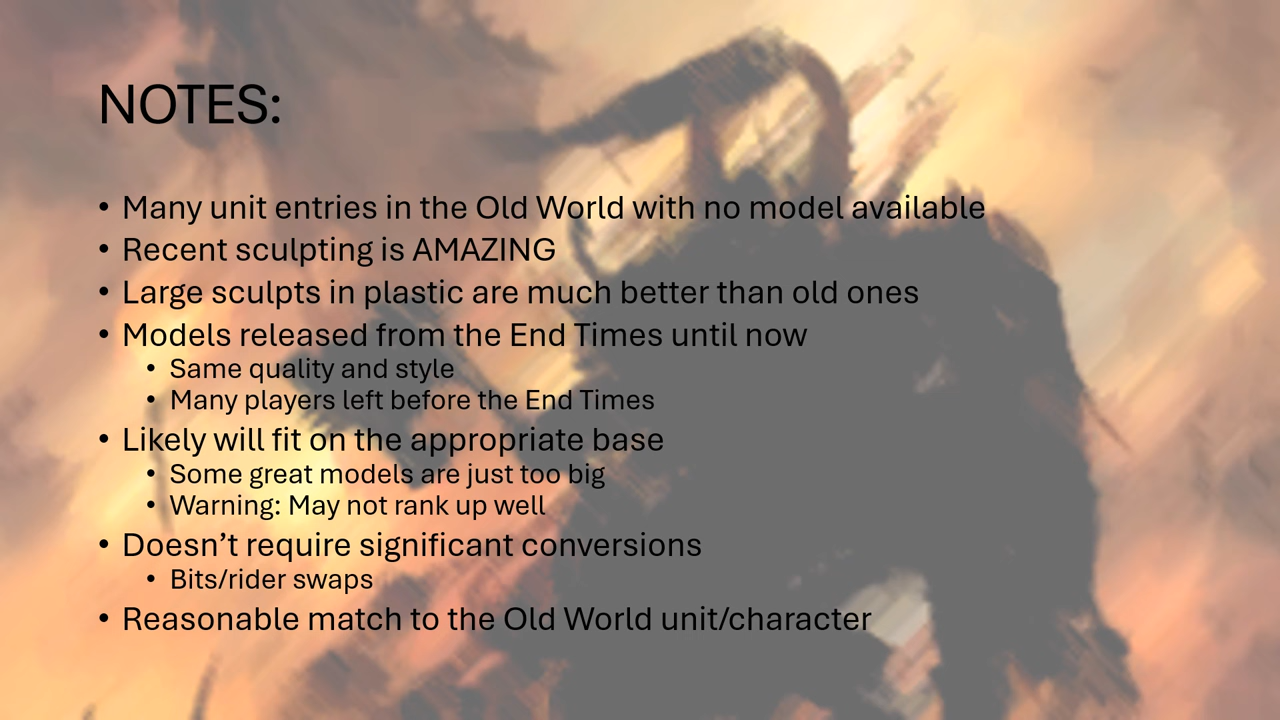 NOTES:
• Many unit entries in the Old World with no model available
• Recent sculpting is AMAZING
• Large sculpts in plastic are much better than old ones
• Models released from the End Times until now
• Same quality and style
• Many players left before the End Times
• Likely will fit on the appropriate base
• Some great models are just too big
• Warning: May not rank up well
• Doesn’t require significant conversions
• Bits/rider swaps
• Reasonable match to the Old World unit/character